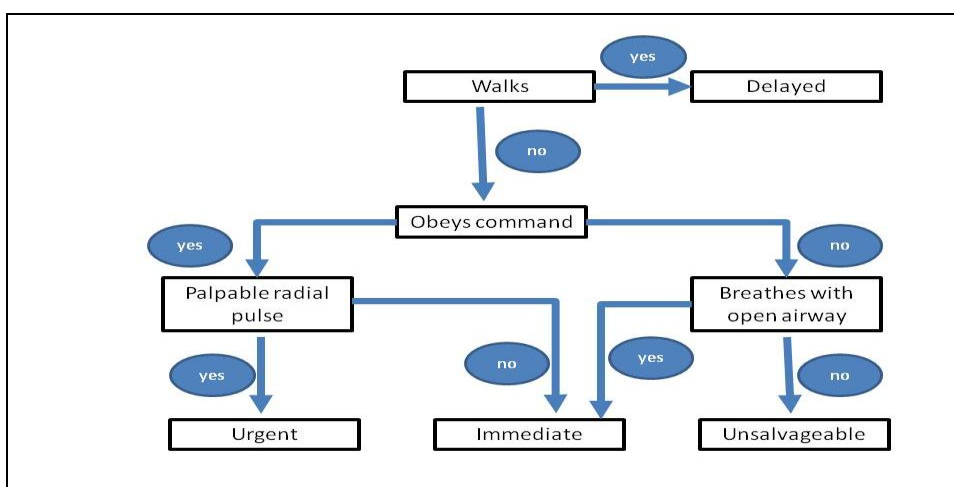 yes
Walks
Delayed
no
Obeys command
yes
no
Palpable radial
pulse
Breathes with
open airway
yes
no
yes
no
Urgent
Immediate
Unsalvageable